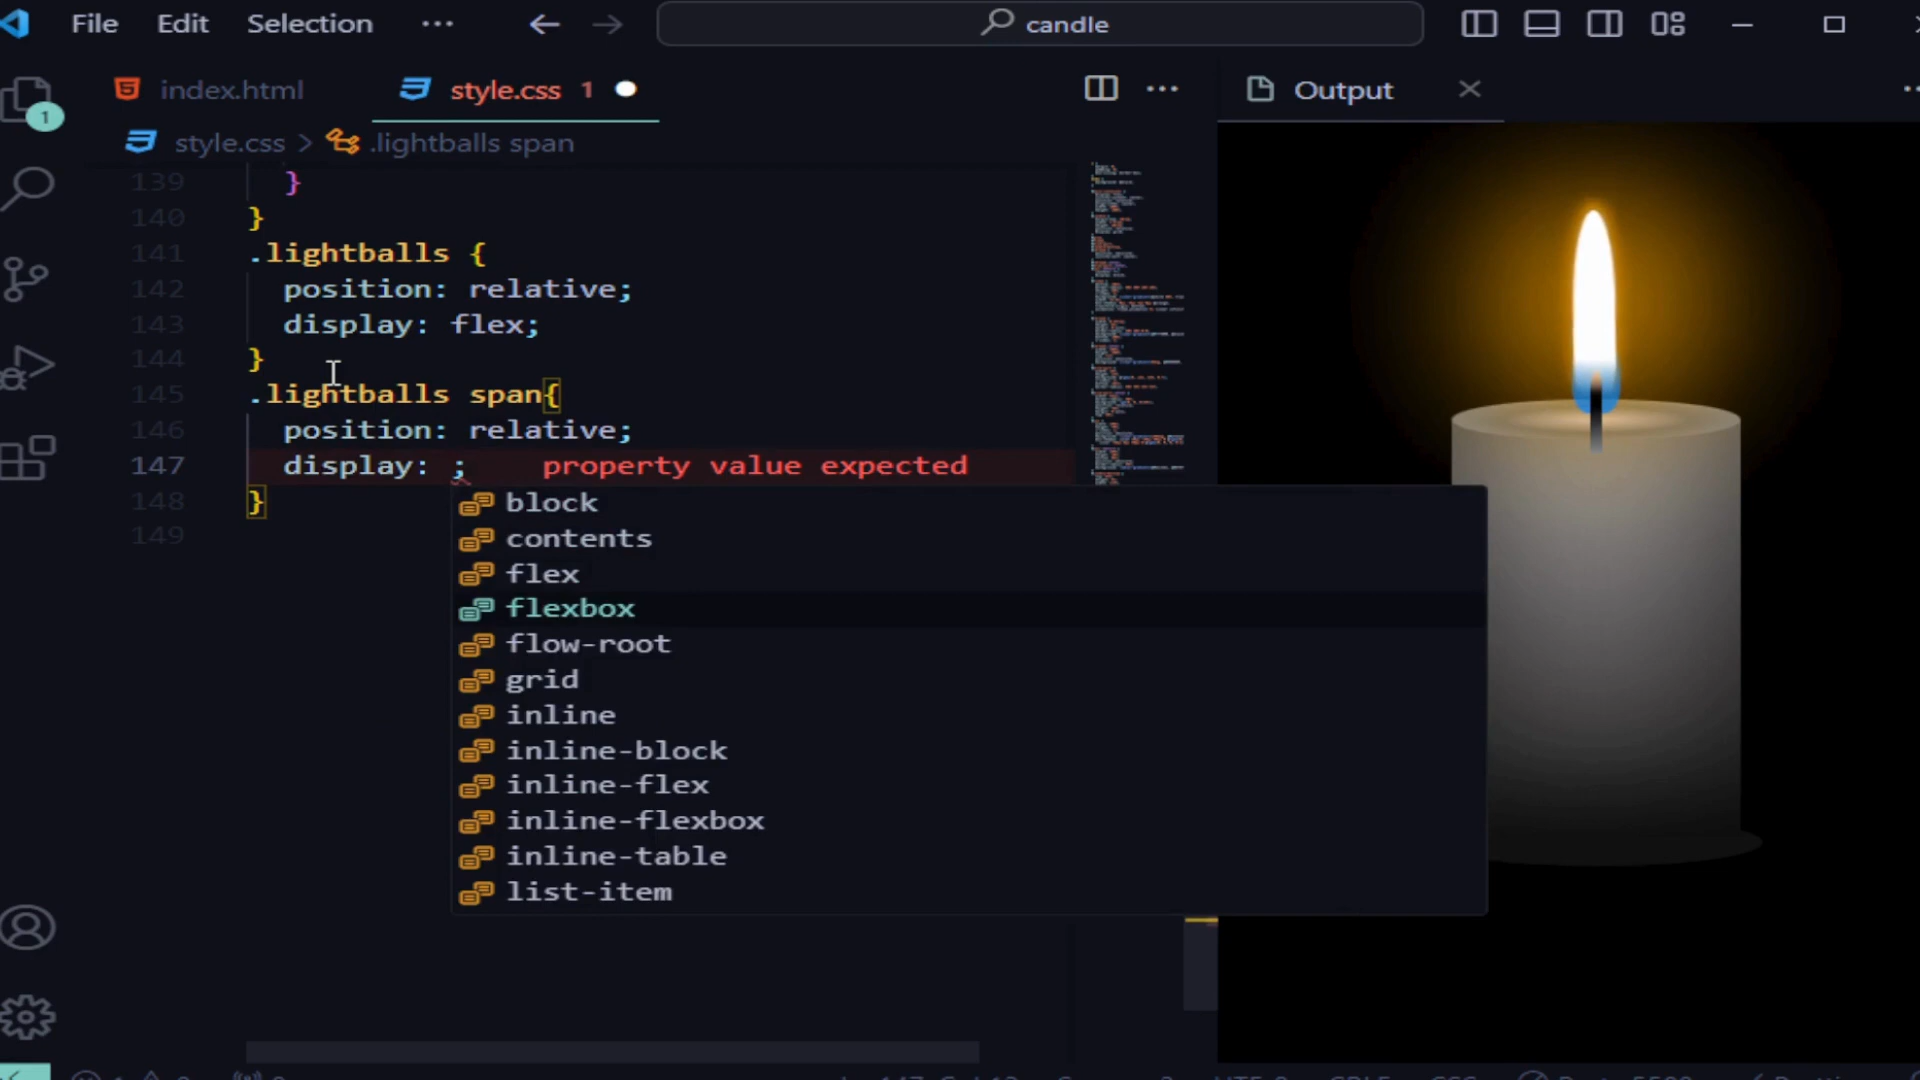 File Edit Selection ··· candle
index.html style.css 1 Output
style.css > .lightballs span
139 }
140 }
141 .lightballs {
142 position: relative;
143 display: flex;
144 }
145 .lightballs span{
146 position: relative;
147 display: ; property value expected
148 }
149
block
contents
flex
flexbox
flow-root
grid
inline
inline-block
inline-flex
inline-flexbox
inline-table
list-item
1